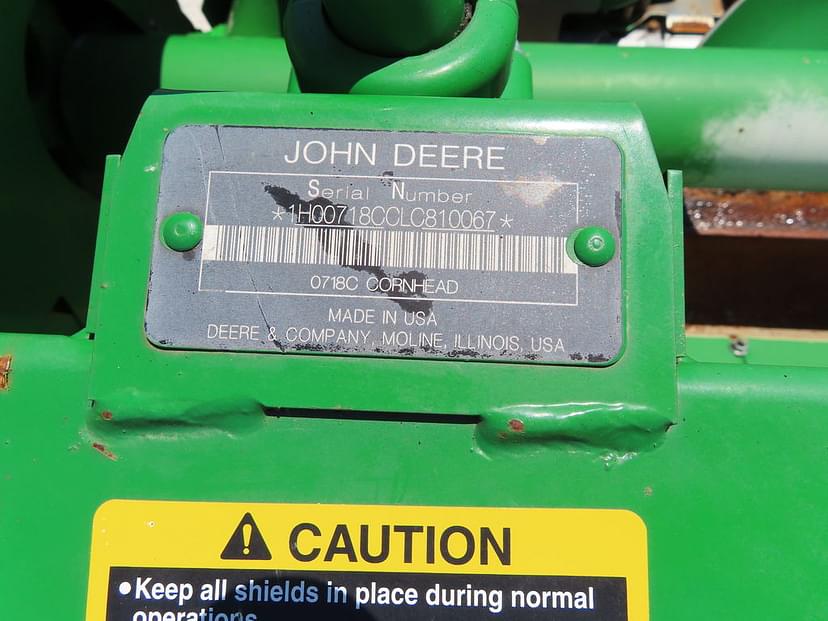 JOHN DEERE
Serial Number
*1H00718CCLC810067*
0718C CORNHEAD
MADE IN USA
DEERE & COMPANY, MOLINE, ILLINOIS, USA
CAUTION
•Keep all shields in place during normal
operations.